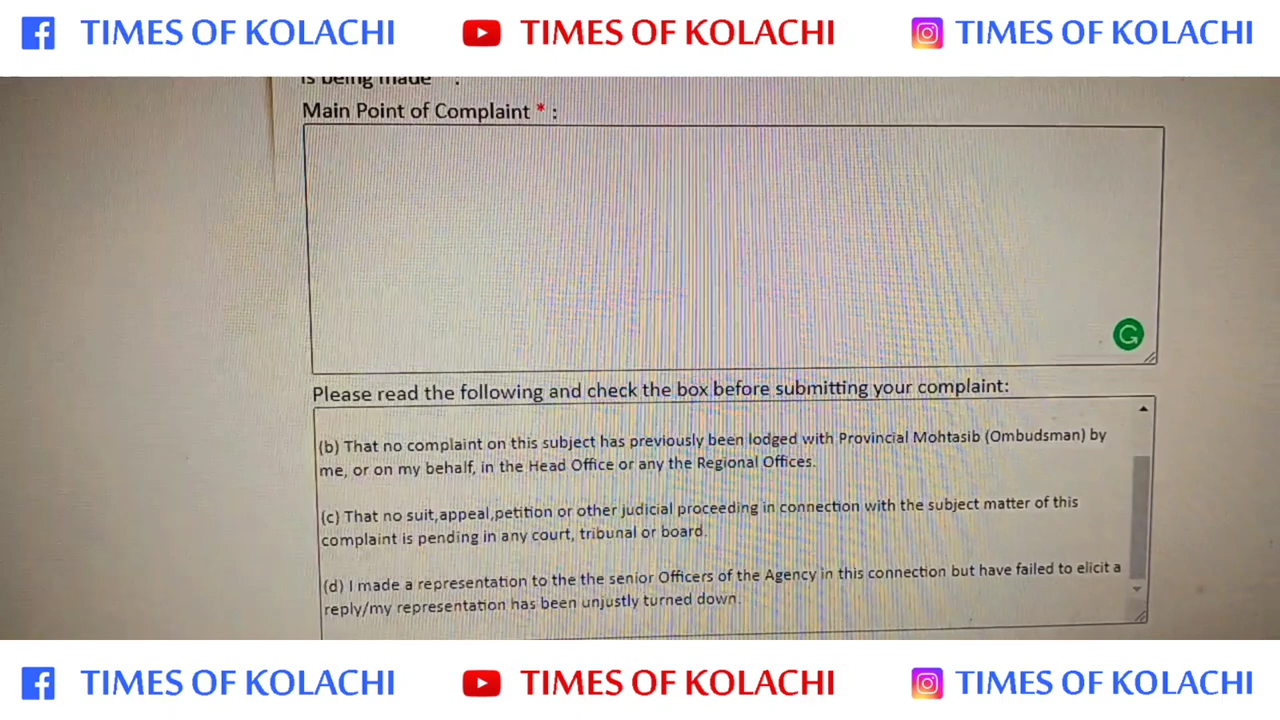 TIMES OF KOLACHI TIMES OF KOLACHI TIMES OF KOLACHI
is being made * :
Main Point of Complaint * :
Please read the following and check the box before submitting your complaint:
(b) That no complaint on this subject has previously been lodged with Provincial Mohtasib (Ombudsman) by
me, or on my behalf, in the Head Office or any the Regional Offices.
(c) That no suit,appeal,petition or other judicial proceeding in connection with the subject matter of this
complaint is pending in any court, tribunal or board.
(d) I made a representation to the the senior Officers of the Agency in this connection but have failed to elicit a
reply/my representation has been unjustly turned down.
TIMES OF KOLACHI TIMES OF KOLACHI TIMES OF KOLACHI